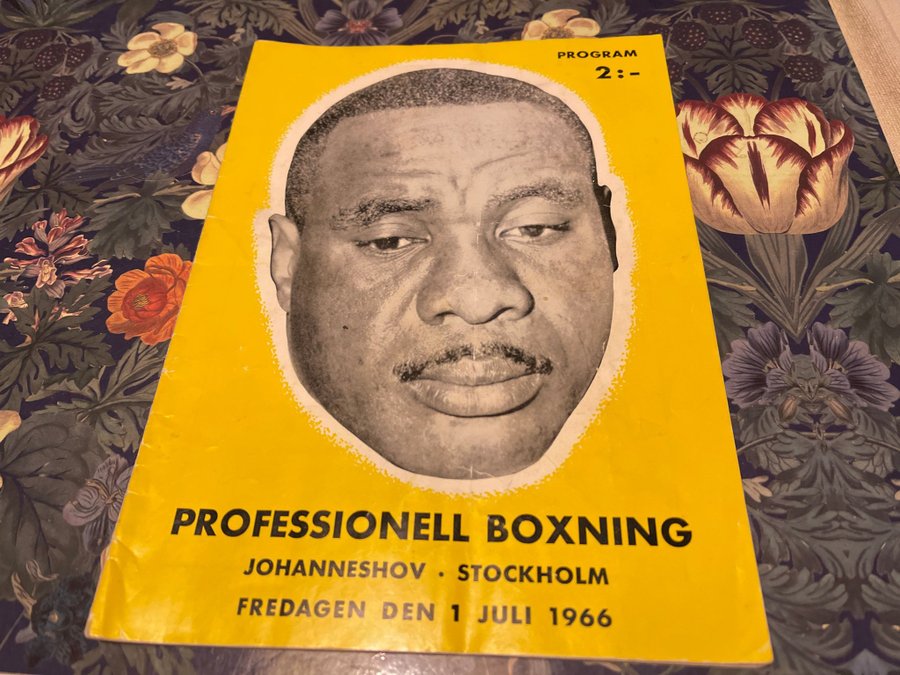 PROGRAM
2:-
PROFESSIONELL BOXNING
JOHANNESHOV · STOCKHOLM
FREDAGEN DEN 1 JULI 1966